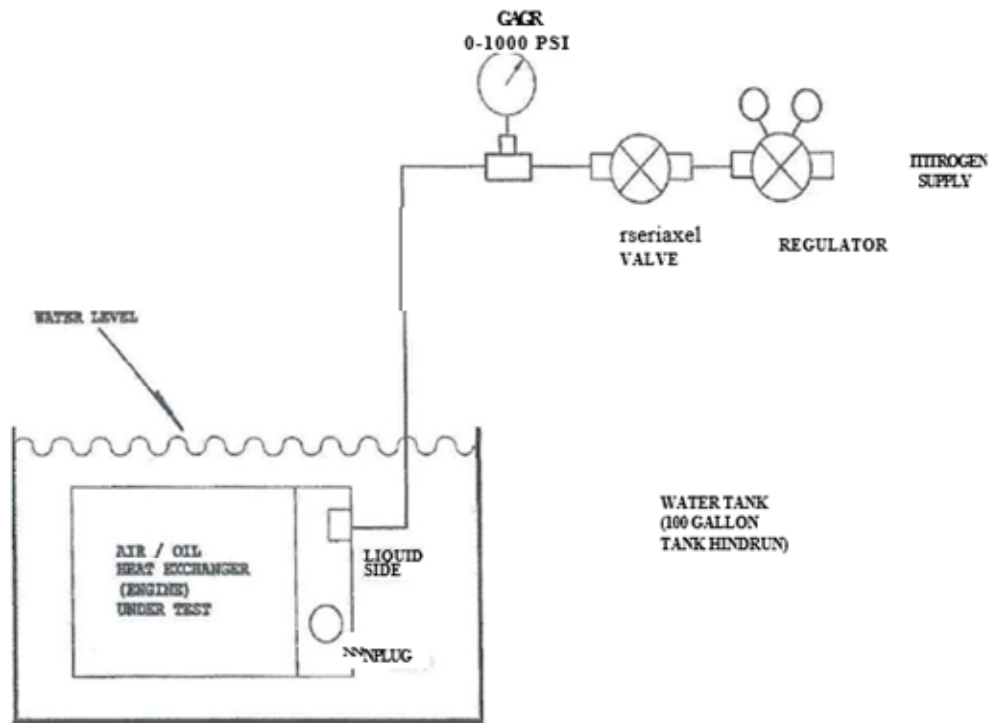 GAGR
0-1000 PSI
ITITROGEN
SUPPLY
rseriaxel
VALVE
REGULATOR
WATER LEVEL
WATER TANK
(100 GALLON
TANK HINDRUN)
AIR / OIL
HEAT EXCHANGER
(ENGINE)
UNDER TEST
LIQUID
SIDE
NPLUG